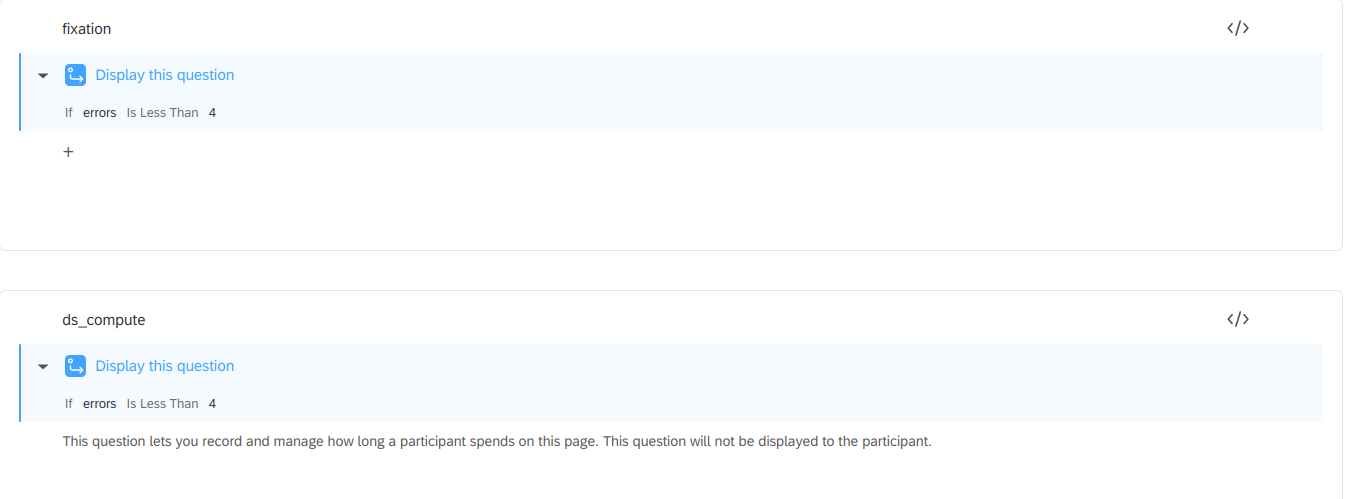 fixation
</>
Display this question
If errors Is Less Than 4
+
ds_compute
</>
Display this question
If errors Is Less Than 4
This question lets you record and manage how long a participant spends on this page. This question will not be displayed to the participant.